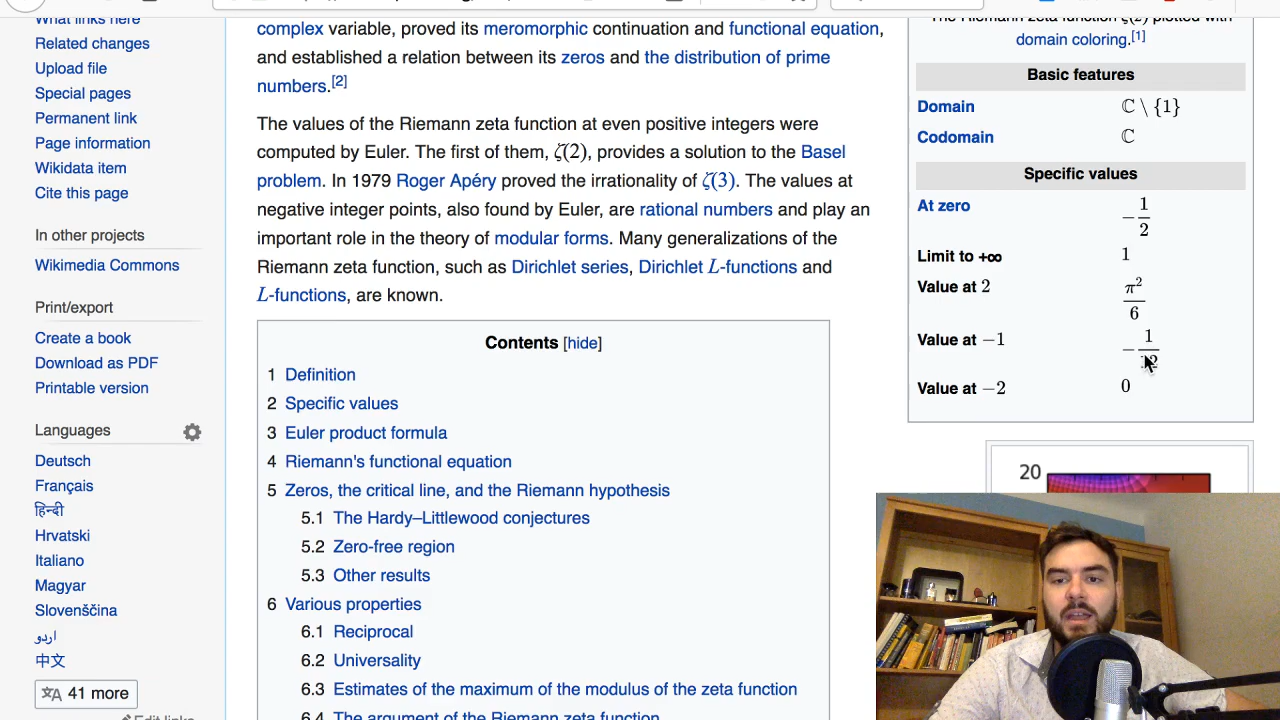 What links here
Related changes
Upload file
Special pages
Permanent link
Page information
Wikidata item
Cite this page
In other projects
Wikimedia Commons
Print/export
Create a book
Download as PDF
Printable version
Languages
Deutsch
Français
हिन्दी
Hrvatski
Italiano
Magyar
Slovenščina
اردو
中文
文A 41 more
Edit links
complex variable, proved its meromorphic continuation and functional equation,
and established a relation between its zeros and the distribution of prime
numbers.[2]
The values of the Riemann zeta function at even positive integers were
computed by Euler. The first of them, ζ(2), provides a solution to the Basel
problem. In 1979 Roger Apéry proved the irrationality of ζ(3). The values at
negative integer points, also found by Euler, are rational numbers and play an
important role in the theory of modular forms. Many generalizations of the
Riemann zeta function, such as Dirichlet series, Dirichlet L-functions and
L-functions, are known.
Contents [hide]
1 Definition
2 Specific values
3 Euler product formula
4 Riemann's functional equation
5 Zeros, the critical line, and the Riemann hypothesis
5.1 The Hardy–Littlewood conjectures
5.2 Zero-free region
5.3 Other results
6 Various properties
6.1 Reciprocal
6.2 Universality
6.3 Estimates of the maximum of the modulus of the zeta function
6.4 The argument of the Riemann zeta function
The Riemann zeta function ζ(z) plotted with
domain coloring.[1]
Basic features
Domain ℂ \ {1}
Codomain ℂ
Specific values
At zero −1/2
Limit to +∞ 1
Value at 2 π²/6
Value at −1 −1/12
Value at −2 0
20